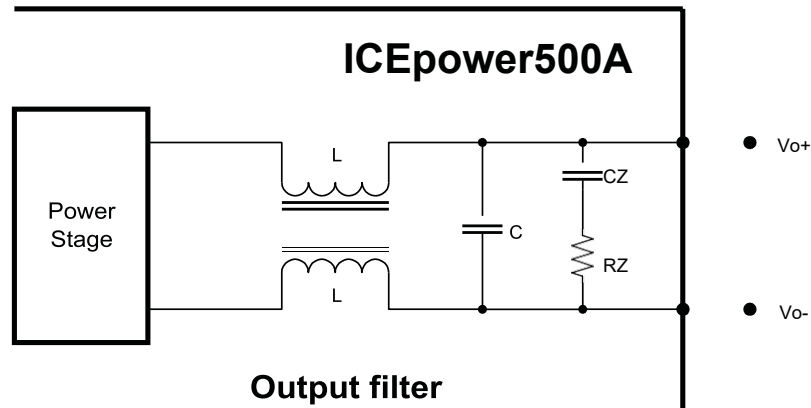 ICEpower500A
L
Vo+
CZ
Power
Stage
C
RZ
L
Vo-
Output filter